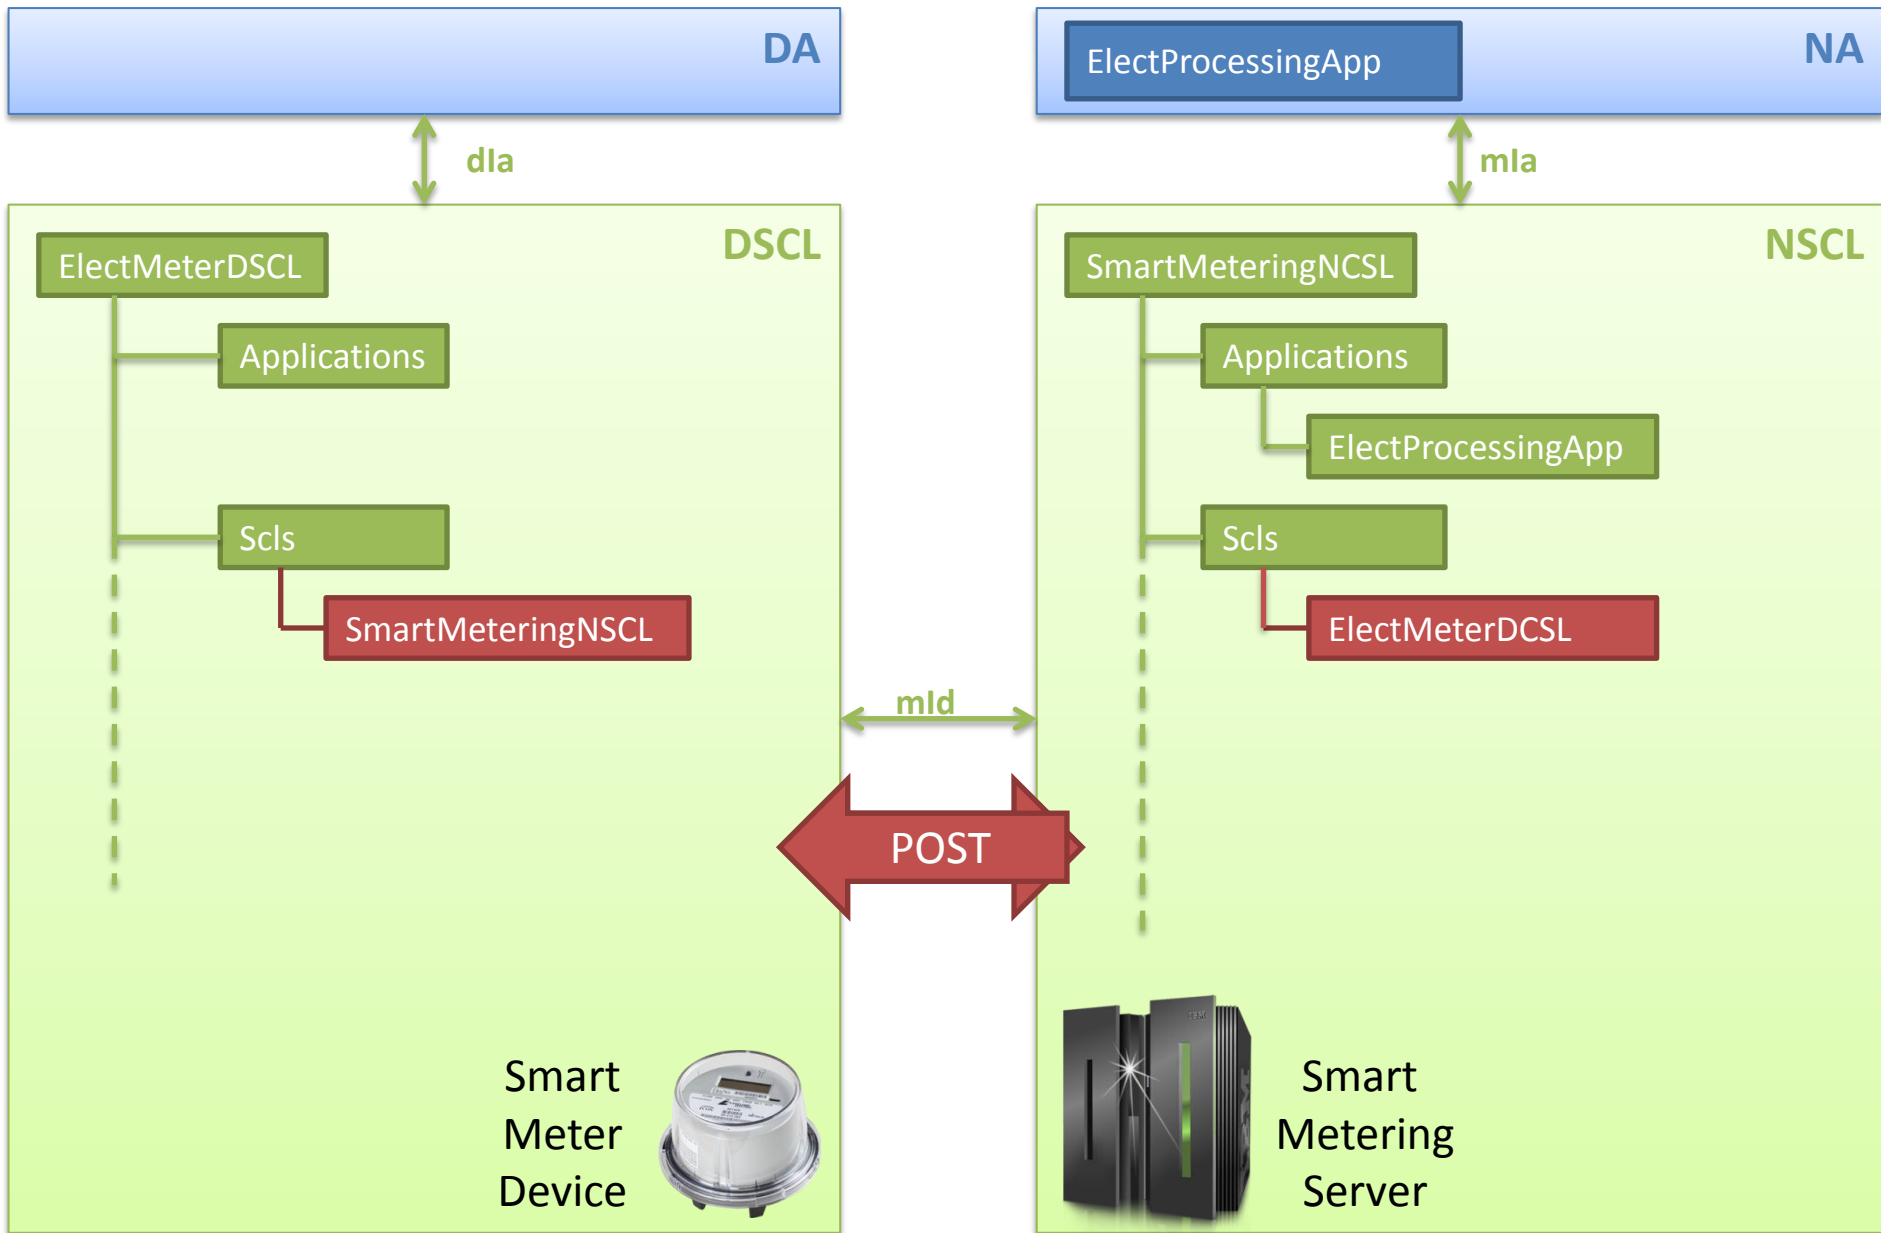 DA
ElectProcessingApp
NA
dIa
mIa
ElectMeterDSCL
DSCL
Applications
Scls
SmartMeteringNSCL
SmartMeteringNCSL
NSCL
Applications
ElectProcessingApp
Scls
ElectMeterDCSL
mId
POST
Smart
Meter
Device
Smart
Metering
Server
IBM